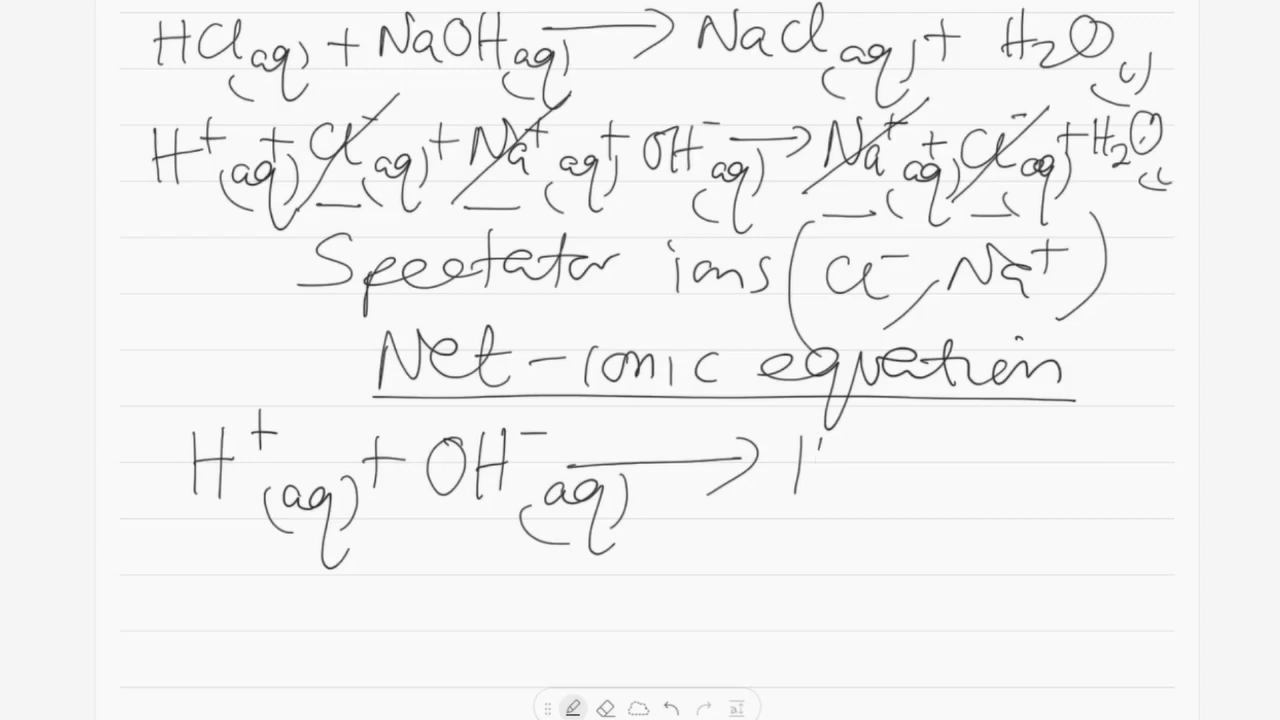 HCl(aq) + NaOH(aq) ⟶ NaCl(aq) + H₂O(l)
H⁺(aq) + Cl⁻(aq) + Na⁺(aq) + OH⁻(aq) ⟶ Na⁺(aq) + Cl⁻(aq) + H₂O(l
Spectator ions (Cl⁻, Na⁺)
Net-ionic equation
H⁺(aq) + OH⁻(aq) ⟶